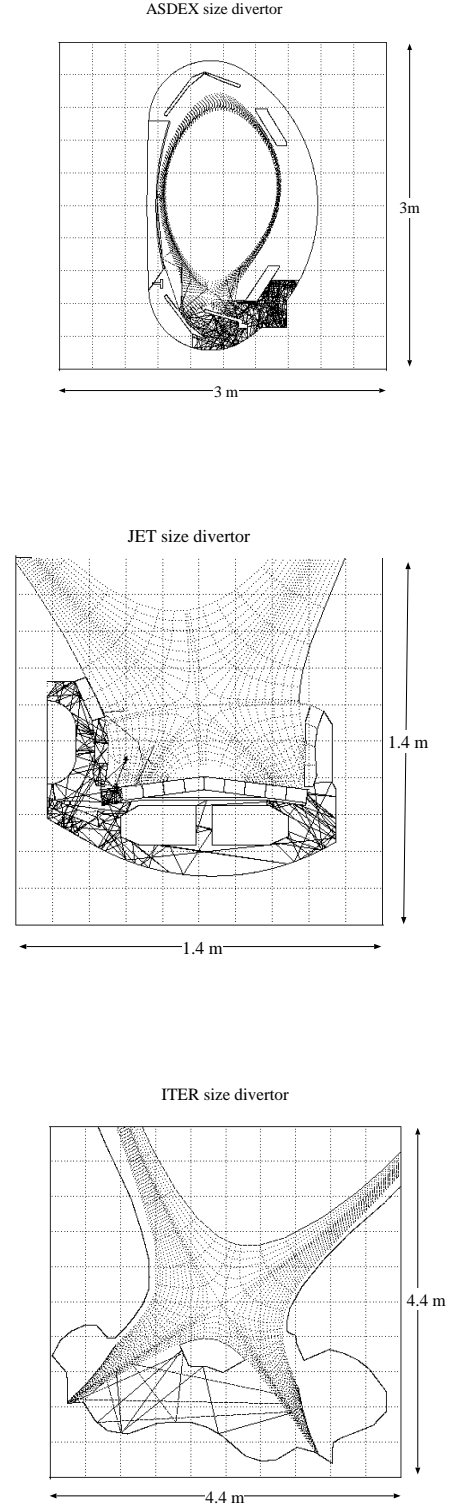 ASDEX size divertor
3m
3 m
JET size divertor
1.4 m
1.4 m
ITER size divertor
4.4 m
4.4 m